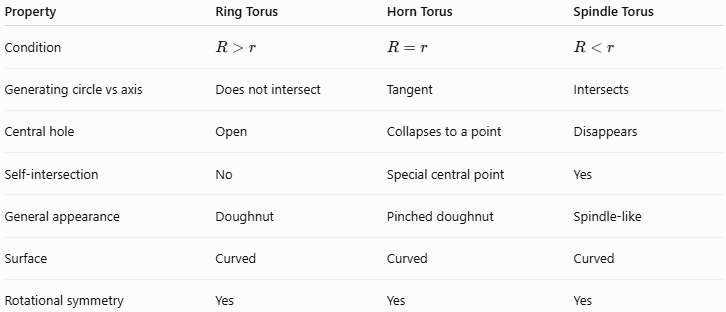 Property Ring Torus Horn Torus Spindle Torus
Condition R > r R = r R < r
Generating circle vs axis Does not intersect Tangent Intersects
Central hole Open Collapses to a point Disappears
Self-intersection No Special central point Yes
General appearance Doughnut Pinched doughnut Spindle-like
Surface Curved Curved Curved
Rotational symmetry Yes Yes Yes